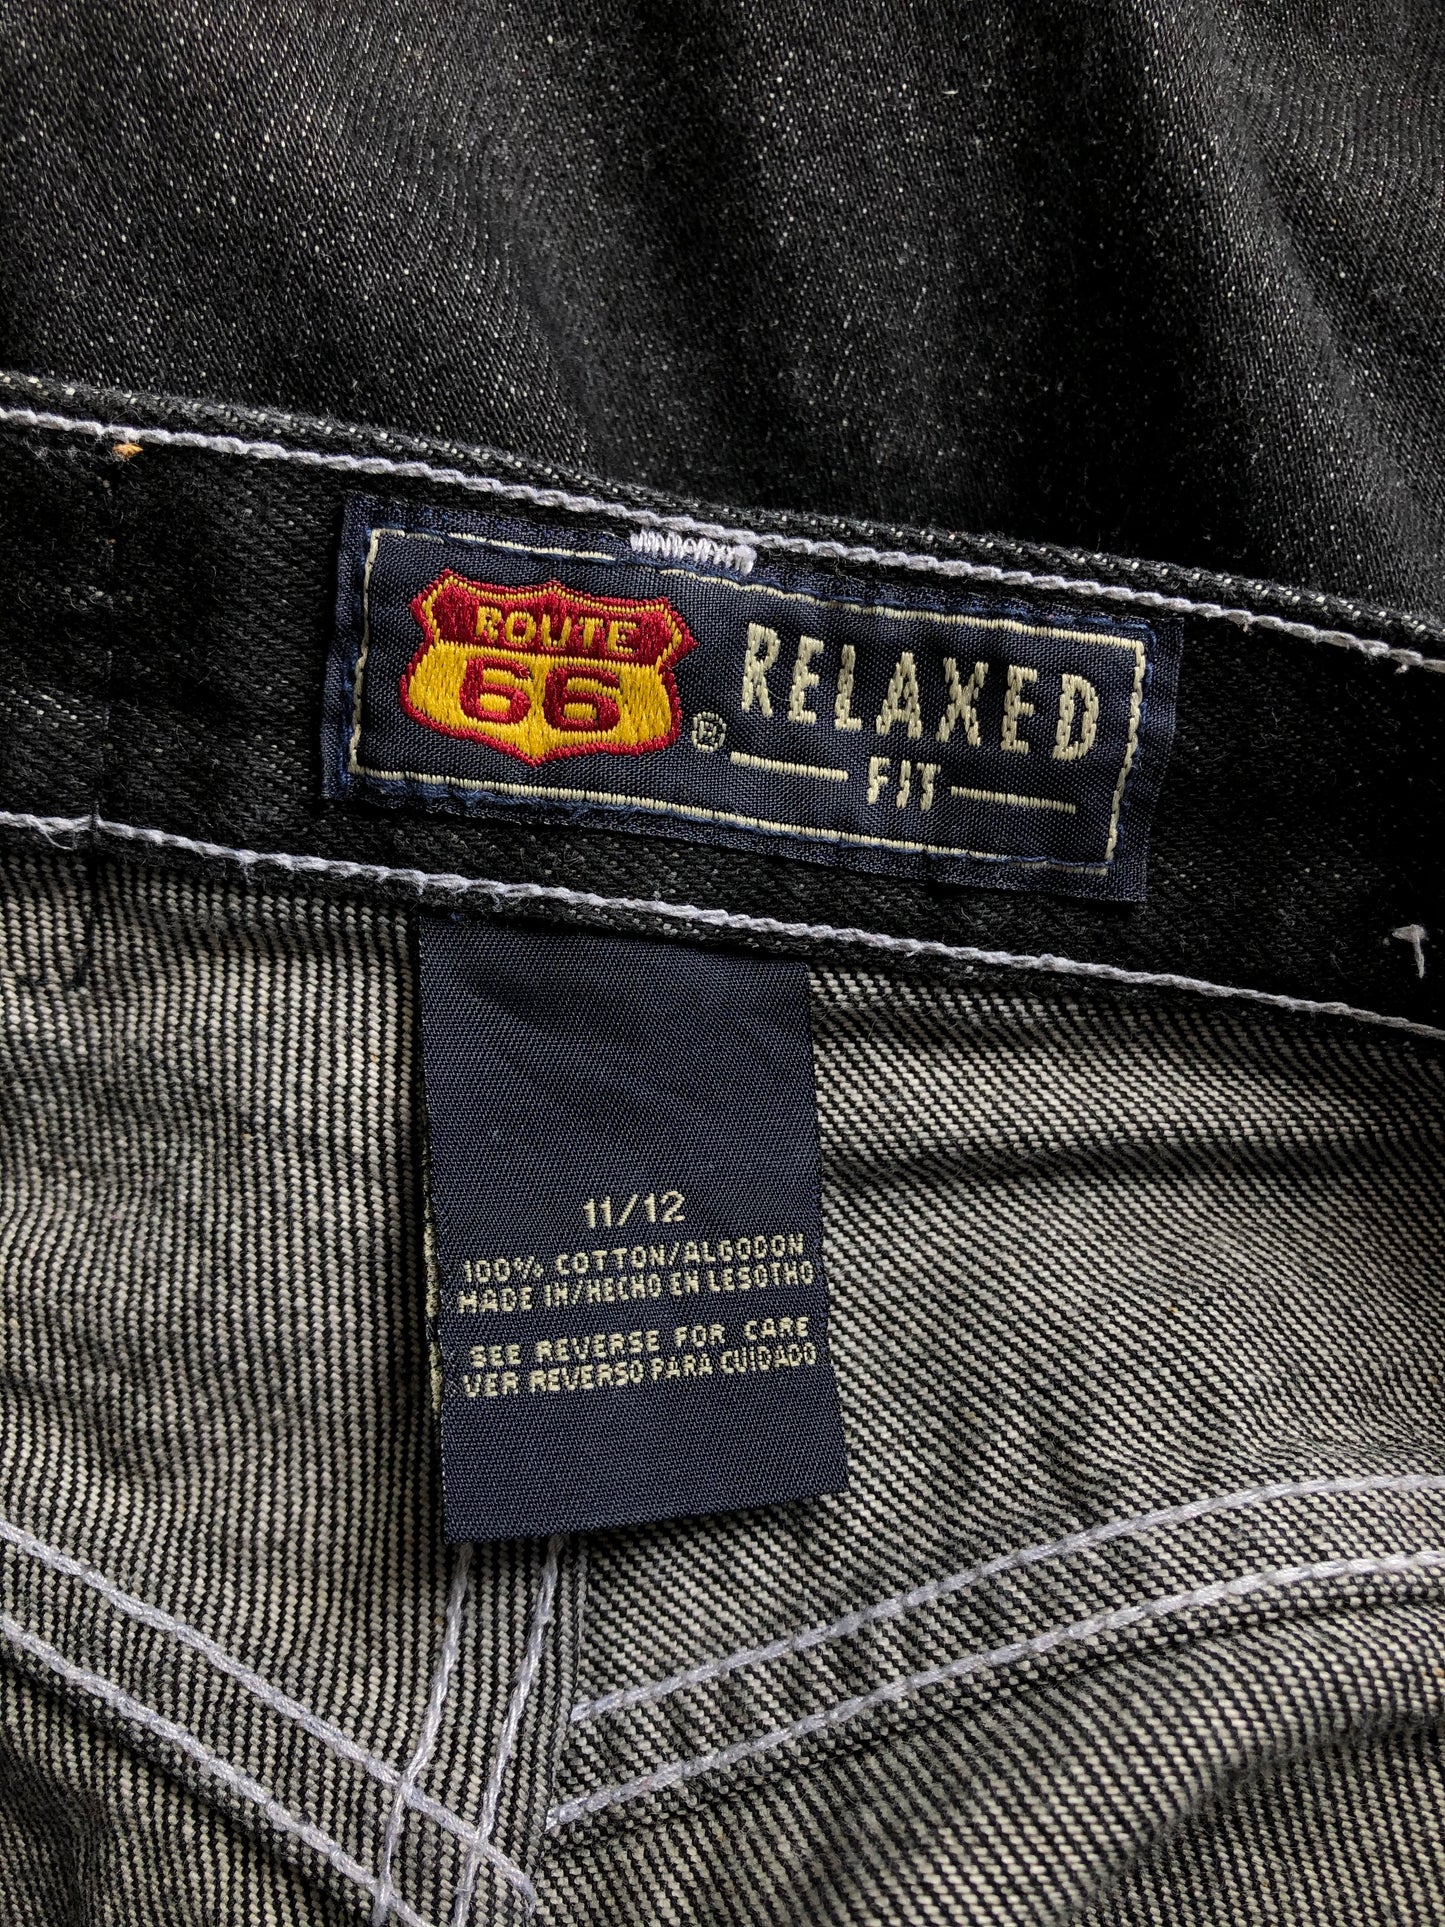 ROUTE
66
®
RELAXED
FIT
11/12
100% COTTON/ALGODON
MADE IN/HECHO EN LESOTHO
SEE REVERSE FOR CARE
VER REVERSO PARA CUIDADO